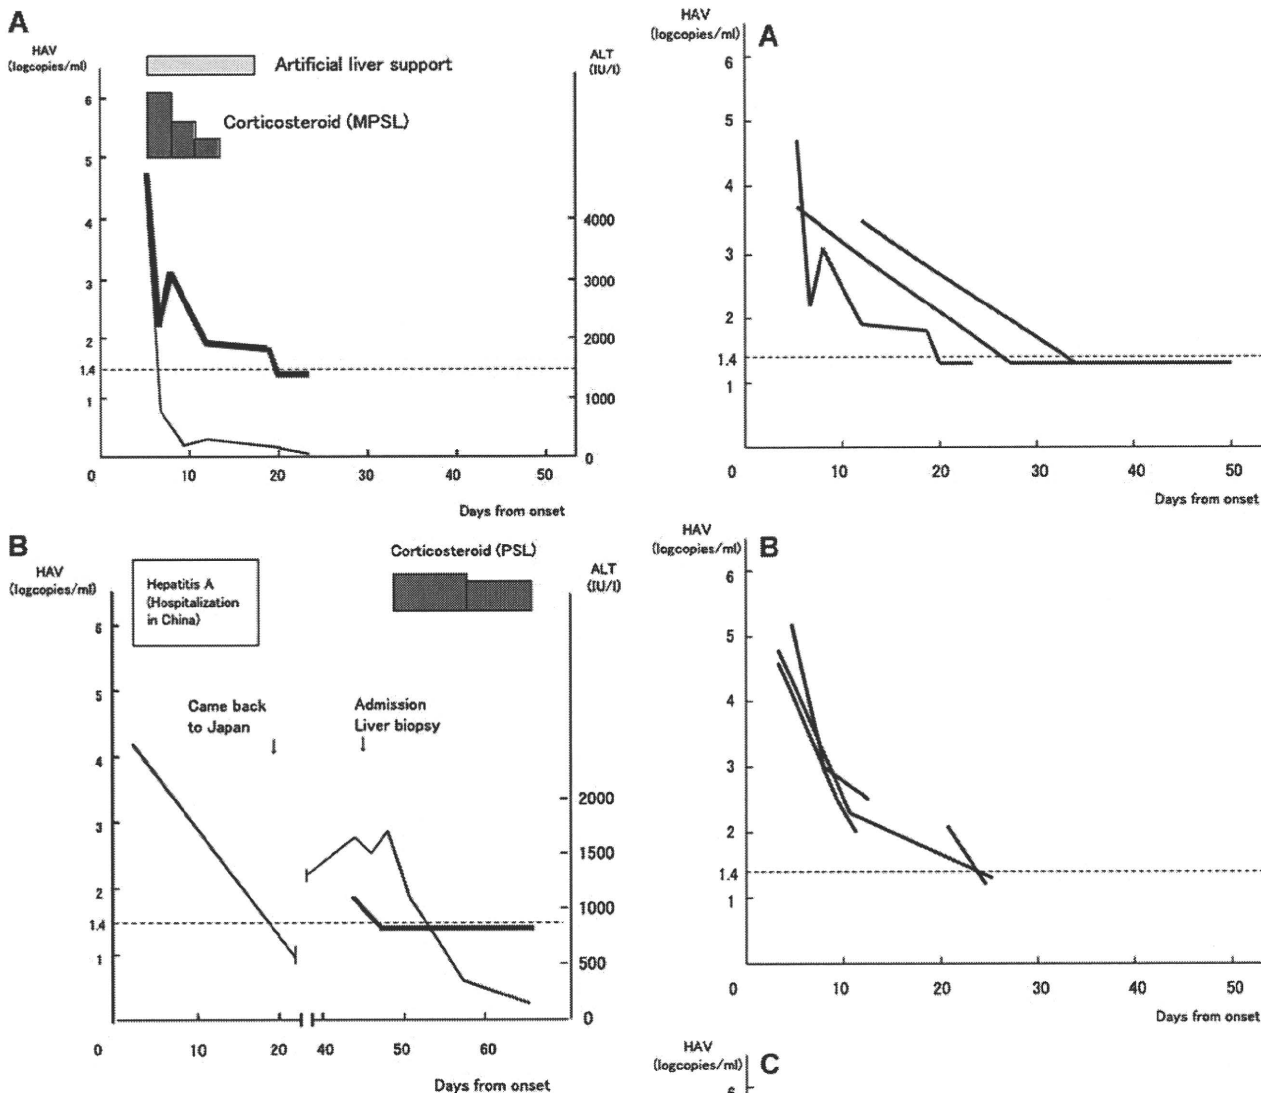 A
HAV
(logcopies/ml)
Artificial liver support
ALT
(IU/l)
Corticosteroid (MPSL)
6
5
4
3
2
1.4
1
4000
3000
2000
1000
0
0
10
20
30
40
50
Days from onset
B
HAV
(logcopies/ml)
Hepatitis A
(Hospitalization
in China)
Corticosteroid (PSL)
ALT
(IU/l)
Came back
to Japan
↓
Admission
Liver biopsy
↓
6
5
4
3
2
1.4
1
2000
1500
1000
500
0
0
10
20
40
50
60
Days from onset
HAV
(logcopies/ml)
A
6
5
4
3
2
1.4
1
0
10
20
30
40
50
Days from onset
HAV
(logcopies/ml)
B
6
5
4
3
2
1.4
1
0
10
20
30
40
50
Days from onset
HAV
(logcopies/ml)
C
6